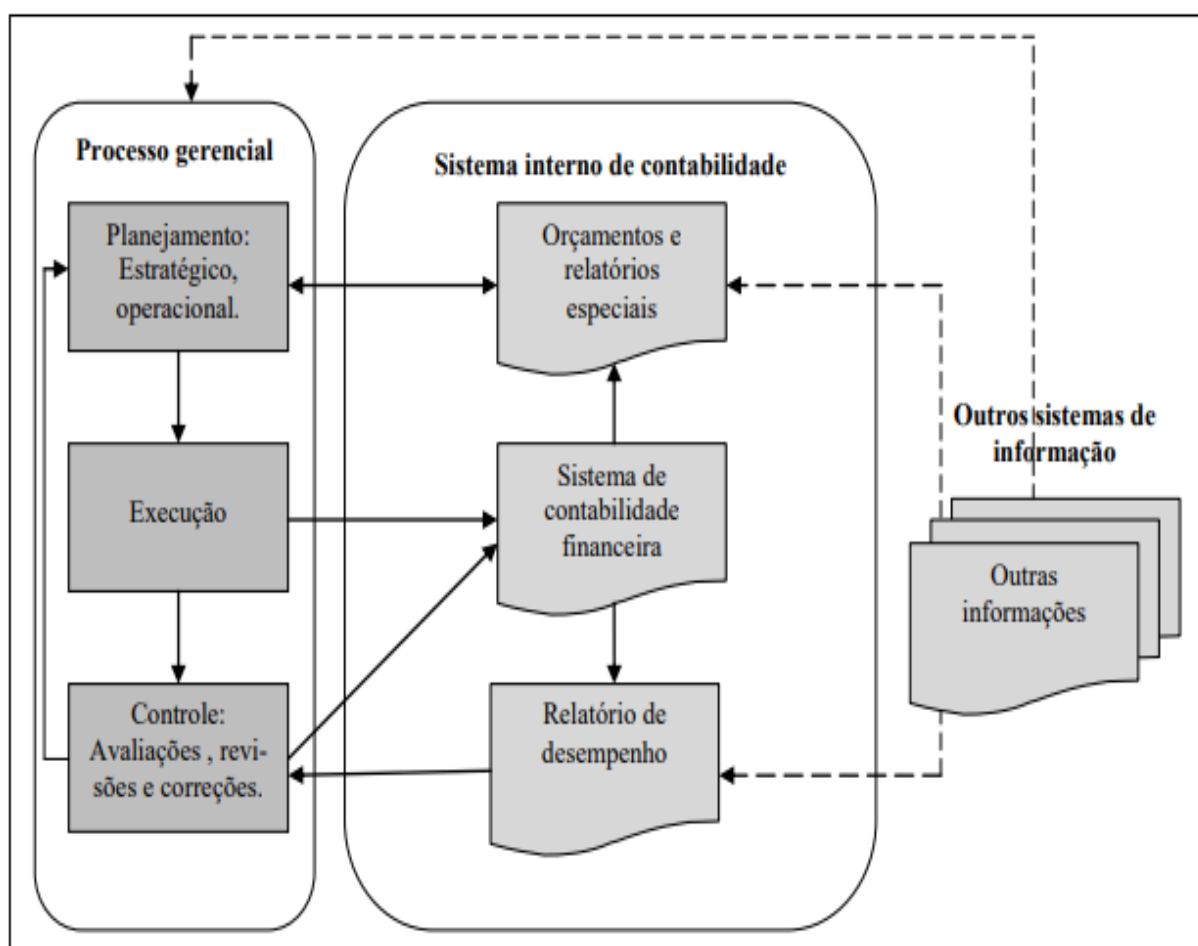 Processo gerencial
Planejamento:
Estratégico,
operacional.
Execução
Controle:
Avaliações , revi-
sões e correções.
Sistema interno de contabilidade
Orçamentos e
relatórios
especiais
Sistema de
contabilidade
financeira
Relatório de
desempenho
Outros sistemas de
informação
Outras
informações